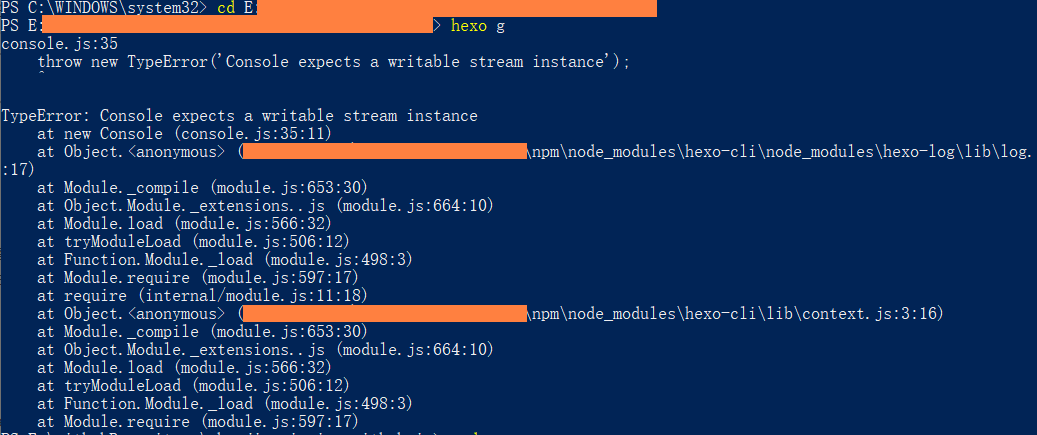 PS C:\WINDOWS\system32> cd E:
PS E: > hexo g
console.js:35
    throw new TypeError('Console expects a writable stream instance');
    ^
TypeError: Console expects a writable stream instance
    at new Console (console.js:35:11)
    at Object.<anonymous> ( \npm\node_modules\hexo-cli\node_modules\hexo-log\lib\log.
:17)
    at Module._compile (module.js:653:30)
    at Object.Module._extensions..js (module.js:664:10)
    at Module.load (module.js:566:32)
    at tryModuleLoad (module.js:506:12)
    at Function.Module._load (module.js:498:3)
    at Module.require (module.js:597:17)
    at require (internal/module.js:11:18)
    at Object.<anonymous> ( \npm\node_modules\hexo-cli\lib\context.js:3:16)
    at Module._compile (module.js:653:30)
    at Object.Module._extensions..js (module.js:664:10)
    at Module.load (module.js:566:32)
    at tryModuleLoad (module.js:506:12)
    at Function.Module._load (module.js:498:3)
    at Module.require (module.js:597:17)